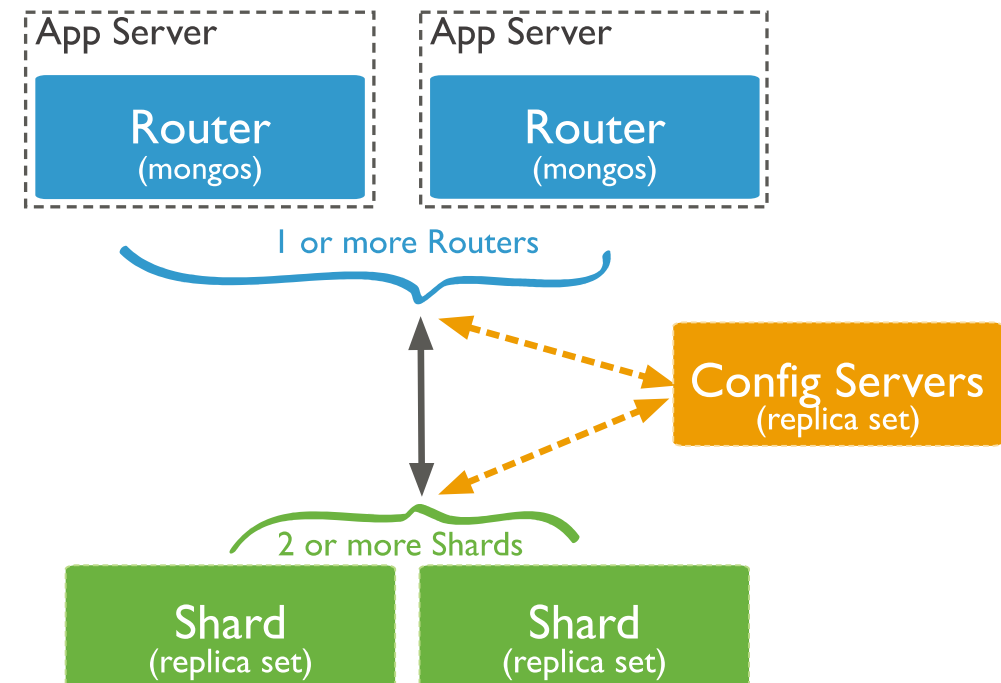 App Server
Router
(mongos)
App Server
Router
(mongos)
1 or more Routers
Config Servers
(replica set)
2 or more Shards
Shard
(replica set)
Shard
(replica set)